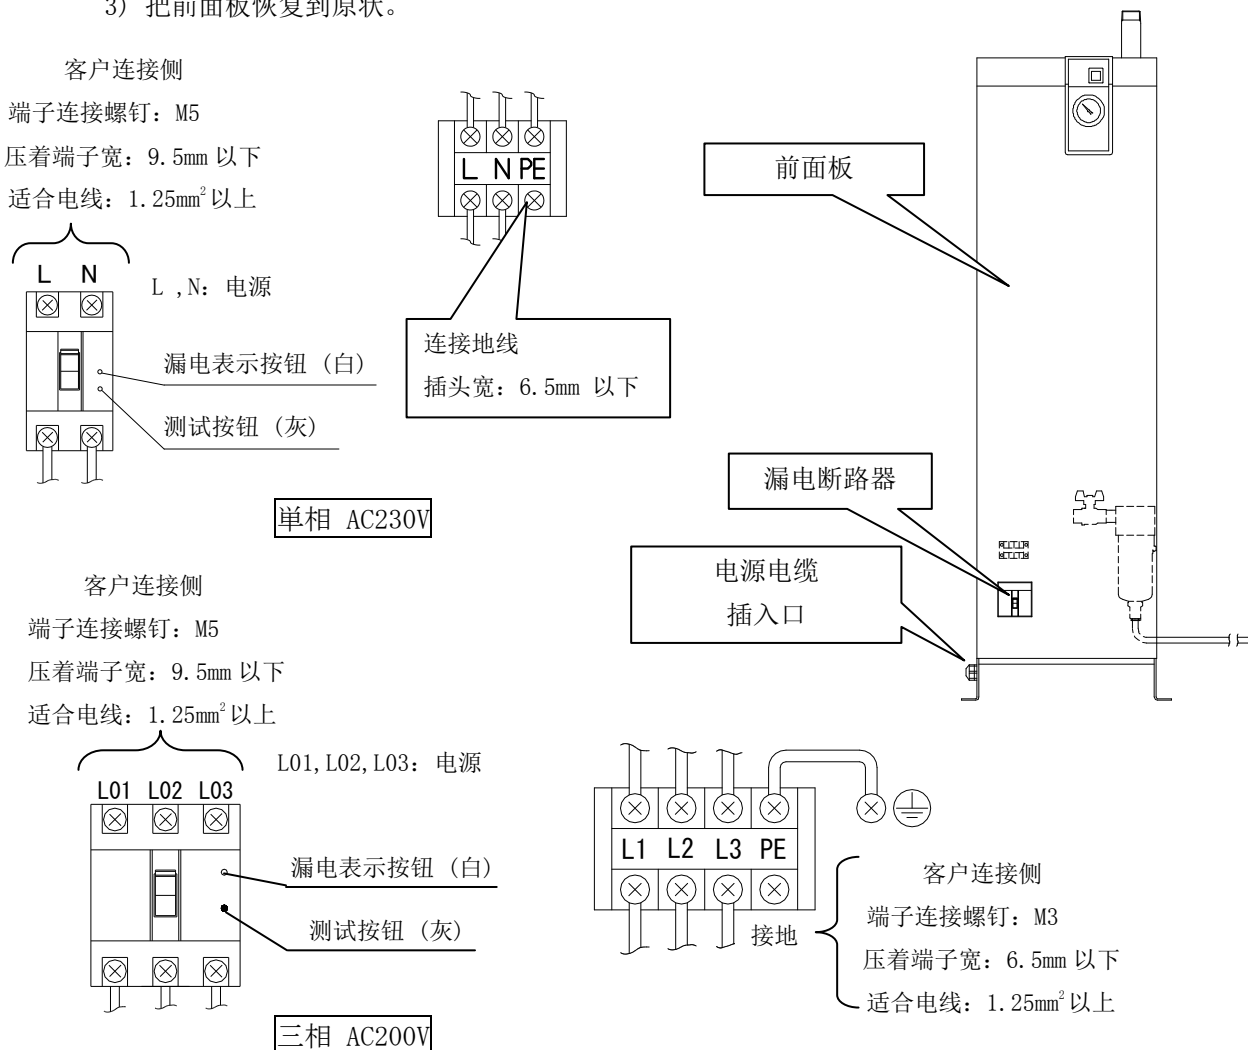 3) 把前面板恢复到原状。
客户连接侧
端子连接螺钉: M5
压着端子宽: 9.5mm 以下
适合电线: 1.25mm²以上
L N
L ,N: 电源
漏电表示按钮 (白)
测试按钮 (灰)
単相 AC230V
L N PE
连接地线
插头宽: 6.5mm 以下
前面板
漏电断路器
电源电缆
插入口
客户连接侧
端子连接螺钉: M5
压着端子宽: 9.5mm 以下
适合电线: 1.25mm²以上
L01 L02 L03
L01,L02,L03: 电源
漏电表示按钮 (白)
测试按钮 (灰)
三相 AC200V
L1 L2 L3 PE
接地
客户连接侧
端子连接螺钉: M3
压着端子宽: 6.5mm 以下
适合电线: 1.25mm²以上